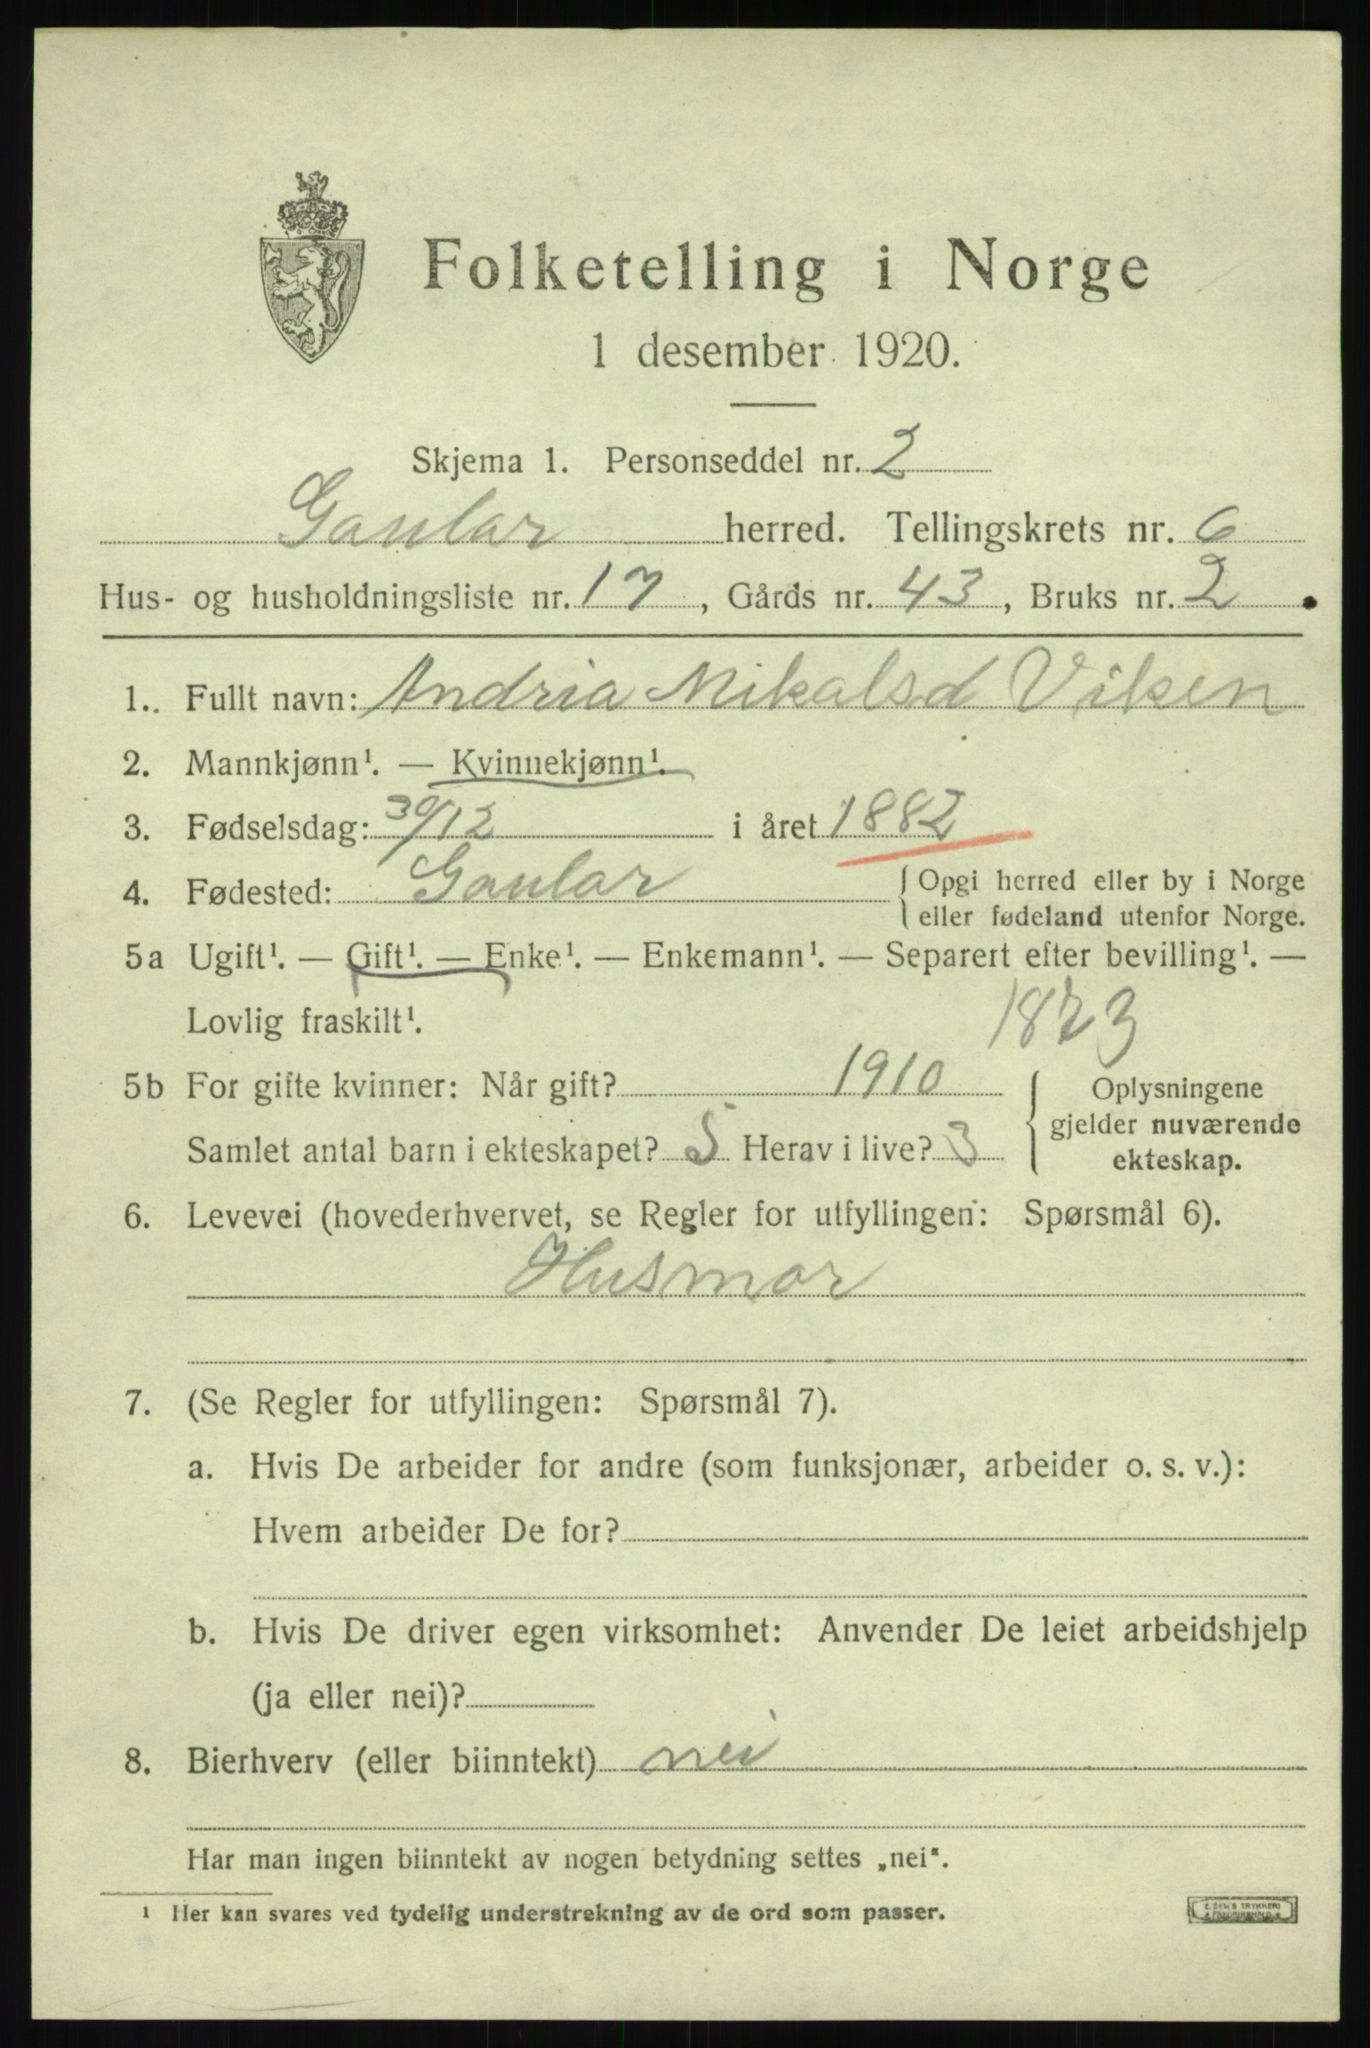 Folketelling i Norge
1 desember 1920.
Skjema 1. Personseddel nr. 2
Gaular herred. Tellingskrets nr. 6
Hus- og husholdningsliste nr. 17, Gårds nr. 43, Bruks nr. 2.
1. Fullt navn: Andria Mikalsd Viken
2. Mannkjønn¹. — Kvinnekjønn¹.
3. Fødselsdag: 30/12 i året 1882
4. Fødested: Gaular { Opgi herred eller by i Norge
eller fødeland utenfor Norge.
5a Ugift¹. — Gift¹. — Enke¹. — Enkemann¹. — Separert efter bevilling¹. —
Lovlig fraskilt¹. 1873
5b For gifte kvinner: Når gift? 1910 { Oplysningene
gjelder nuværende
Samlet antal barn i ekteskapet? 5 Herav i live? 3
ekteskap.
6. Levevei (hovederhvervet, se Regler for utfyllingen: Spørsmål 6).
Husmor
7. (Se Regler for utfyllingen: Spørsmål 7).
a. Hvis De arbeider for andre (som funksjonær, arbeider o. s. v.):
Hvem arbeider De for?
b. Hvis De driver egen virksomhet: Anvender De leiet arbeidshjelp
(ja eller nei)?
8. Bierhverv (eller biinntekt) nei
Har man ingen biinntekt av nogen betydning settes „nei".
¹ Her kan svares ved tydelig understrekning av de ord som passer.